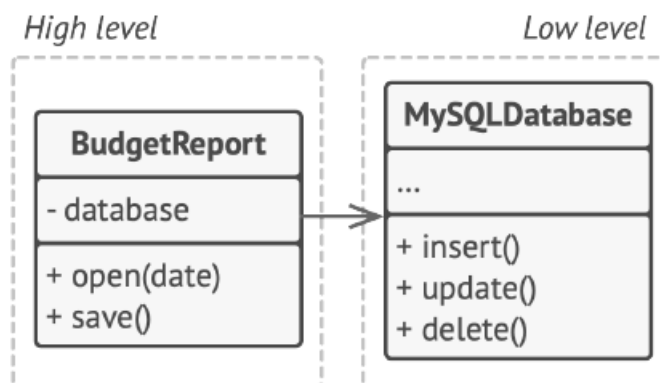 High level
Low level
BudgetReport
- database
+ open(date)
+ save()
MySQLDatabase
...
+ insert()
+ update()
+ delete()